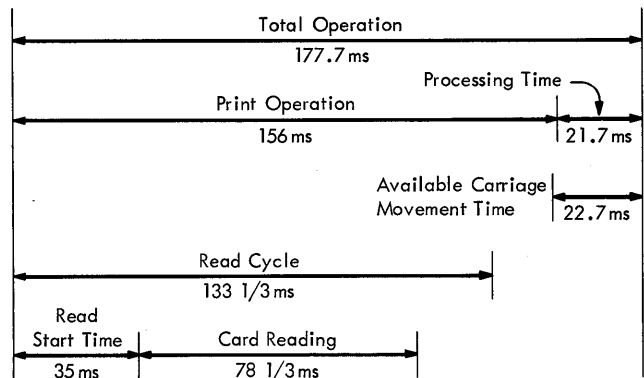 Total Operation
177.7 ms
Processing Time
Print Operation
156 ms
21.7 ms
Available Carriage
Movement Time
22.7 ms
Read Cycle
133 1/3 ms
Read
Start Time
Card Reading
35 ms
78 1/3 ms